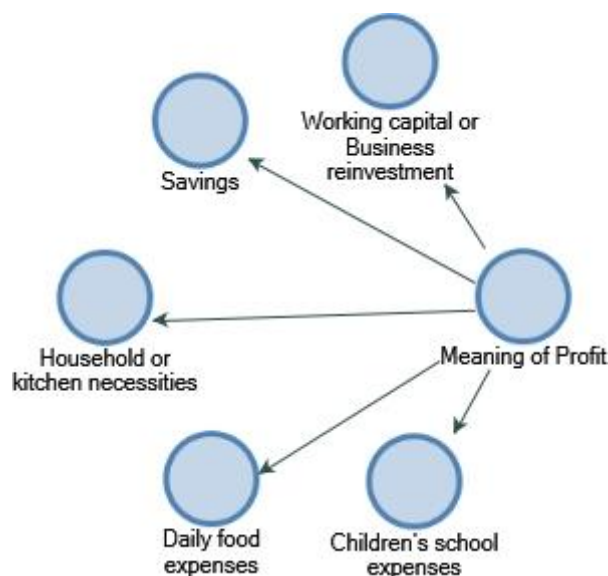 Working capital or
Business
reinvestment
Savings
Meaning of Profit
Household or
kitchen necessities
Daily food
expenses
Children's school
expenses